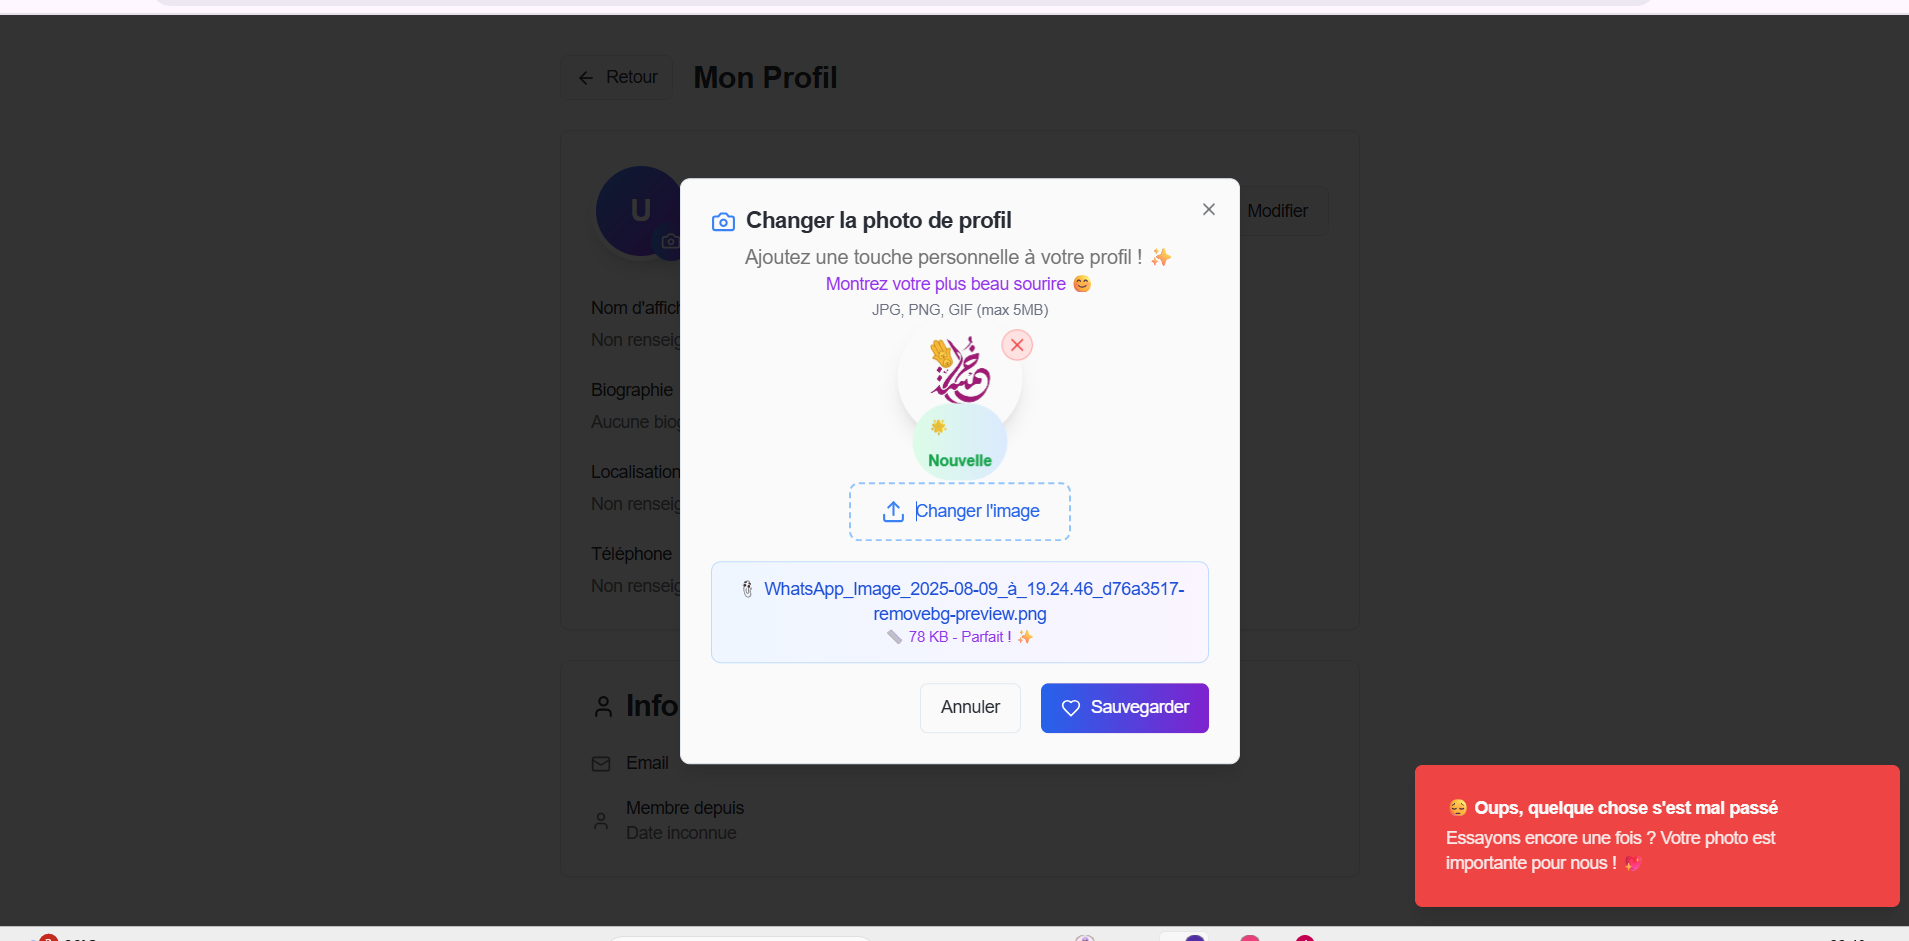 Retour
Mon Profil
U
Modifier
Nom d'affich
Non renseig
Biographie
Aucune biog
Localisation
Non renseig
Téléphone
Non renseig
Changer la photo de profil
Ajoutez une touche personnelle à votre profil ! ✨
Montrez votre plus beau sourire 😊
JPG, PNG, GIF (max 5MB)
🌟
Nouvelle
Changer l'image
WhatsApp_Image_2025-08-09_à_19.24.46_d76a3517-
removebg-preview.png
📏 78 KB - Parfait ! ✨
Annuler
Sauvegarder
Info
Email
Membre depuis
Date inconnue
😔 Oups, quelque chose s'est mal passé
Essayons encore une fois ? Votre photo est
importante pour nous ! 💖